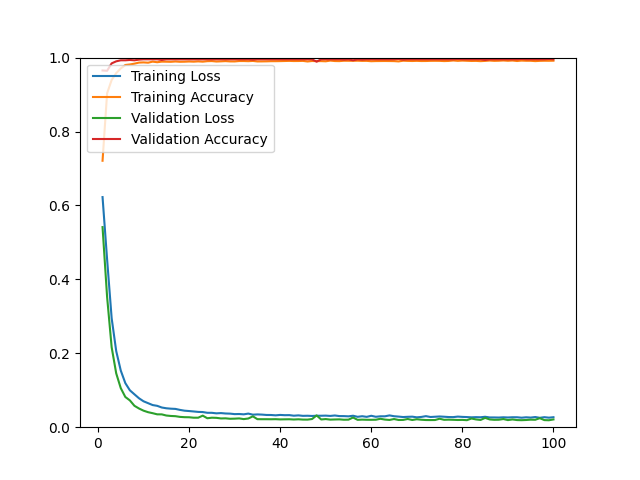 1.0
0.8
0.6
0.4
0.2
0.0
Training Loss
Training Accuracy
Validation Loss
Validation Accuracy
0 20 40 60 80 100